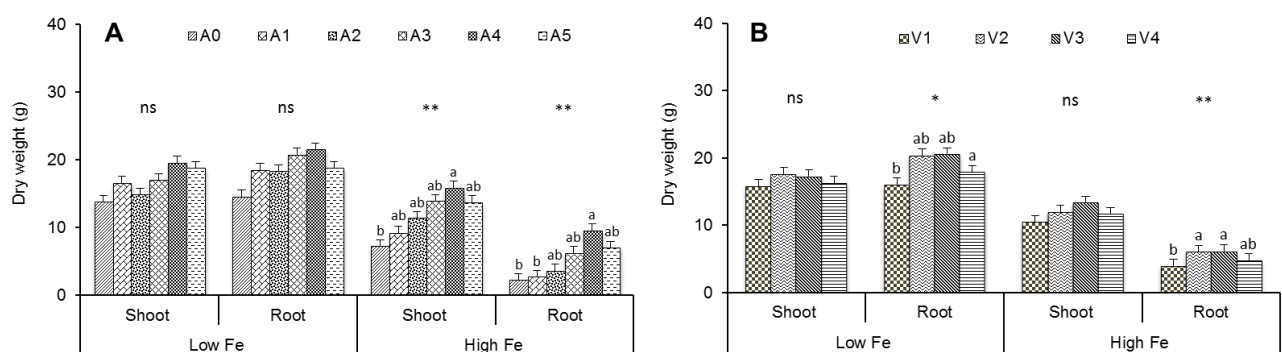 A
A0 A1 A2 A3 A4 A5
Dry weight (g)
40
30
20
10
0
ns ns ** **
b ab ab ab a ab
b b ab ab a ab
Shoot Root Shoot Root
Low Fe High Fe
B
V1 V2 V3 V4
Dry weight (g)
40
30
20
10
0
ns * ns **
b ab ab a
b a a ab
Shoot Root Shoot Root
Low Fe High Fe